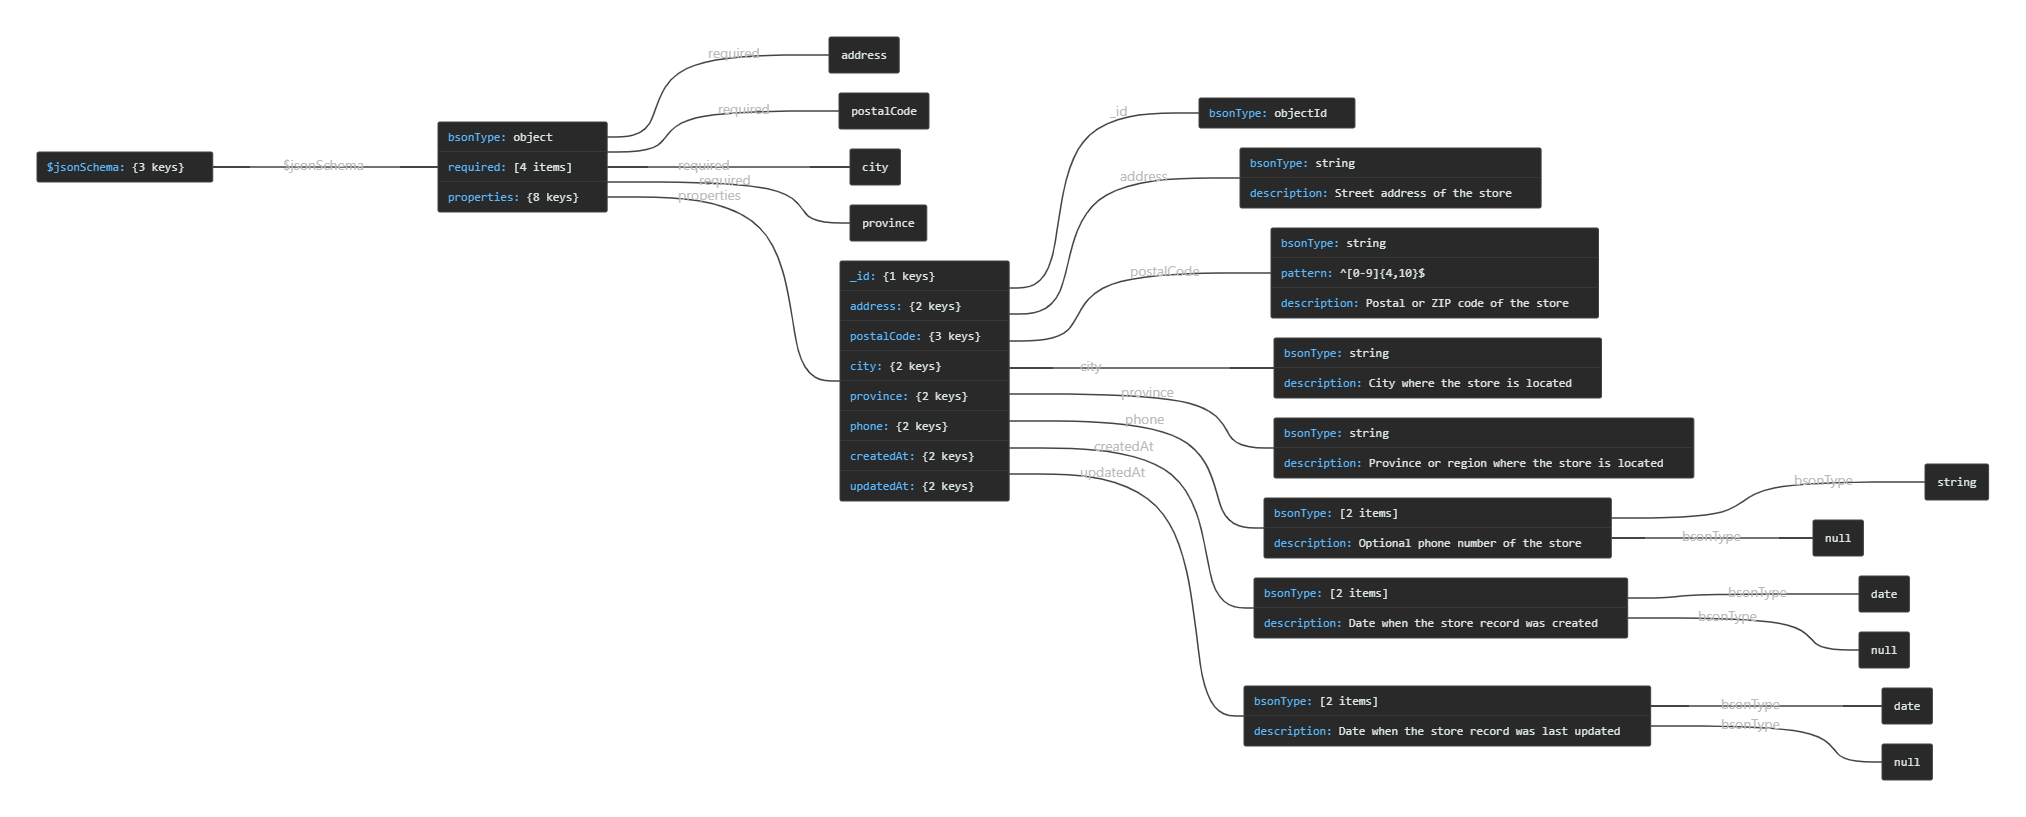 $jsonSchema: {3 keys}
$jsonSchema
bsonType: object
required: [4 items]
properties: {8 keys}
required
required
required
required
properties
address
postalCode
city
province
_id: {1 keys}
address: {2 keys}
postalCode: {3 keys}
city: {2 keys}
province: {2 keys}
phone: {2 keys}
createdAt: {2 keys}
updatedAt: {2 keys}
_id
address
postalCode
city
province
phone
createdAt
updatedAt
bsonType: objectId
bsonType: string
description: Street address of the store
bsonType: string
pattern: ^[0-9]{4,10}$
description: Postal or ZIP code of the store
bsonType: string
description: City where the store is located
bsonType: string
description: Province or region where the store is located
bsonType: [2 items]
description: Optional phone number of the store
bsonType
string
bsonType
null
bsonType: [2 items]
description: Date when the store record was created
bsonType
date
bsonType
null
bsonType: [2 items]
description: Date when the store record was last updated
bsonType
date
bsonType
null